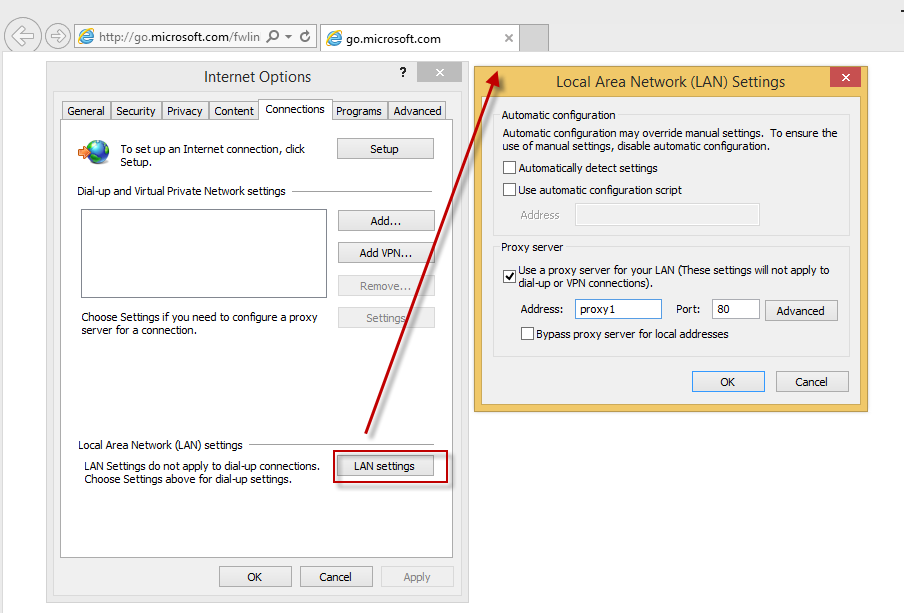 http://go.microsoft.com/fwlin
go.microsoft.com
Internet Options
?
General Security Privacy Content Connections Programs Advanced
To set up an Internet connection, click
Setup.
Setup
Dial-up and Virtual Private Network settings
Add...
Add VPN...
Remove...
Choose Settings if you need to configure a proxy
server for a connection.
Settings
Local Area Network (LAN) settings
LAN Settings do not apply to dial-up connections.
Choose Settings above for dial-up settings.
LAN settings
OK Cancel Apply
Local Area Network (LAN) Settings
Automatic configuration
Automatic configuration may override manual settings. To ensure the
use of manual settings, disable automatic configuration.
Automatically detect settings
Use automatic configuration script
Address
Proxy server
Use a proxy server for your LAN (These settings will not apply to
dial-up or VPN connections).
Address: proxy1 Port: 80 Advanced
Bypass proxy server for local addresses
OK Cancel